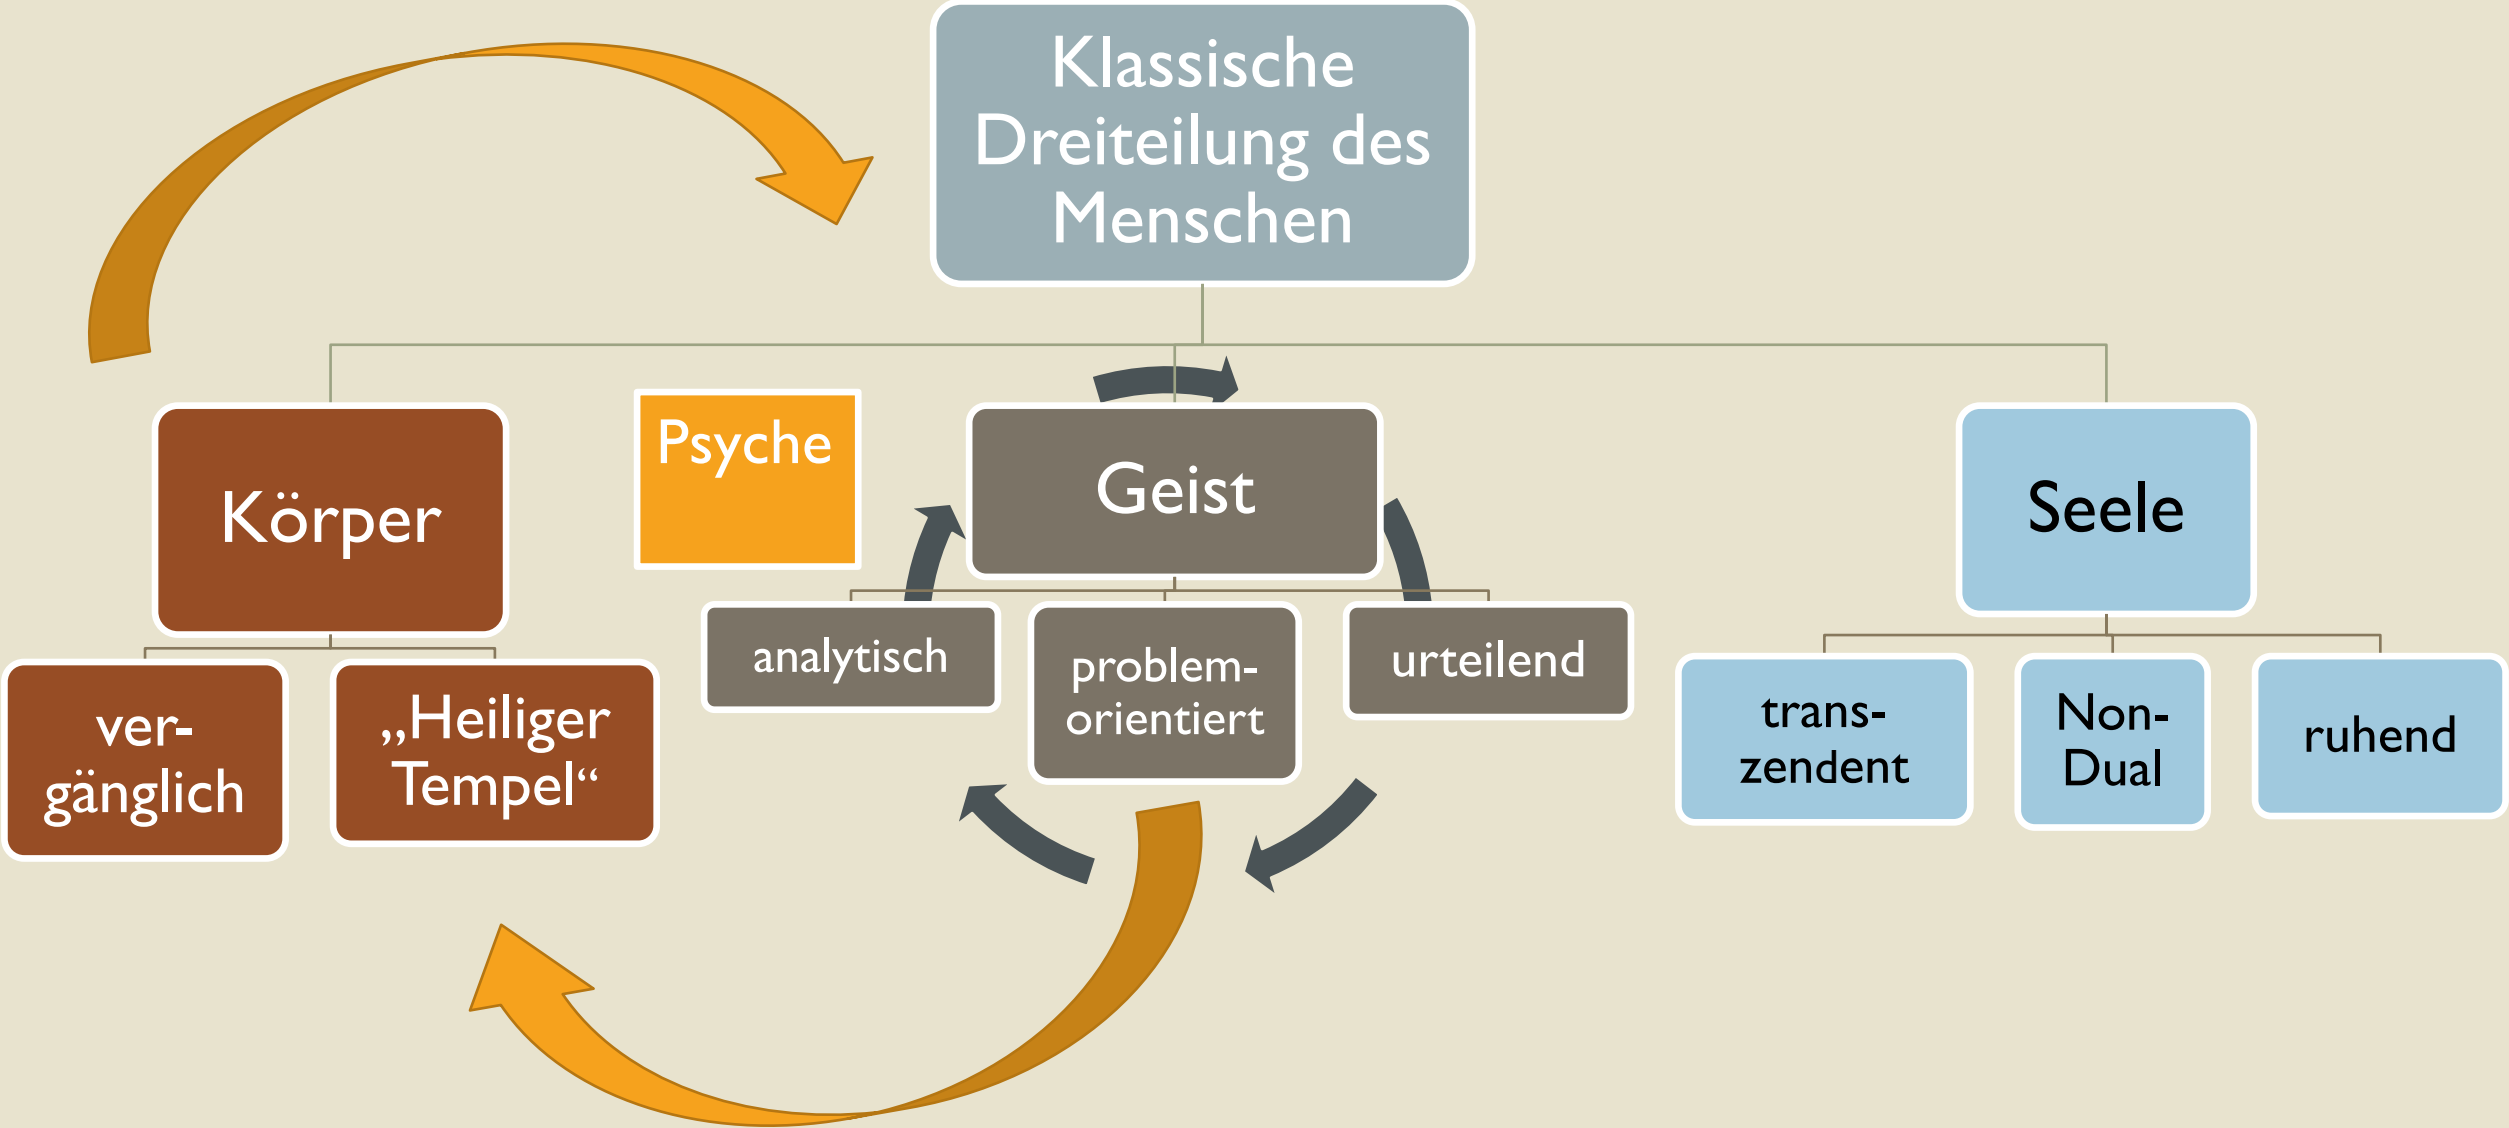 Klassische
Dreiteilung des
Menschen
Körper
Psyche
Geist
Seele
ver-
gänglich
„Heiliger
Tempel“
analytisch
problem-
orientiert
urteilend
trans-
zendent
Non-
Dual
ruhend